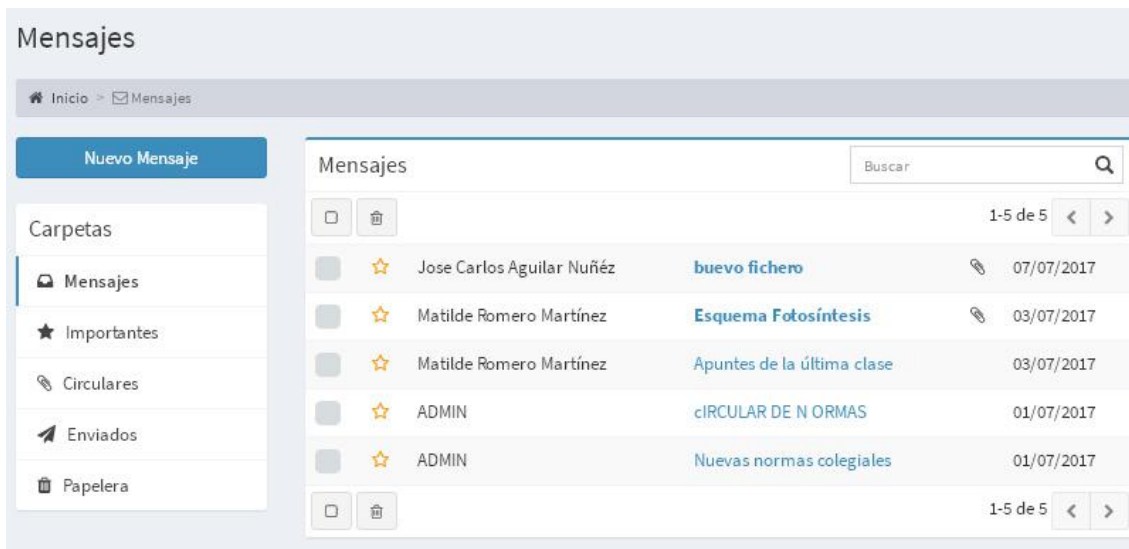 Mensajes
Inicio > Mensajes
Nuevo Mensaje
Carpetas
Mensajes
Importantes
Circulares
Enviados
Papelera
Mensajes Buscar
1-5 de 5
Jose Carlos Aguilar Nuñéz buevo fichero 07/07/2017
Matilde Romero Martínez Esquema Fotosíntesis 03/07/2017
Matilde Romero Martínez Apuntes de la última clase 03/07/2017
ADMIN cIRCULAR DE N ORMAS 01/07/2017
ADMIN Nuevas normas colegiales 01/07/2017
1-5 de 5